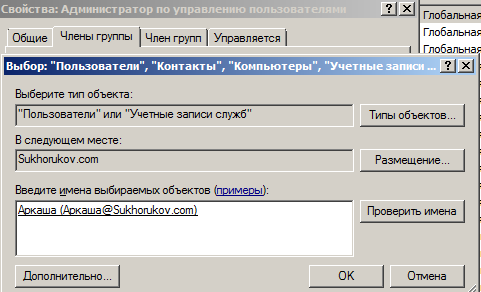 Свойства: Администратор по управлению пользователями
Глобальная
Глобальная
Глобальная
Общие Члены группы Член групп Управляется
Выбор: "Пользователи", "Контакты", "Компьютеры", "Учетные записи ...
Выберите тип объекта:
"Пользователи" или "Учетные записи служб" Типы объектов...
В следующем месте:
Sukhorukov.com Размещение...
Введите имена выбираемых объектов (примеры):
Аркаша (Аркаша@Sukhorukov.com) Проверить имена
Дополнительно... ОК Отмена